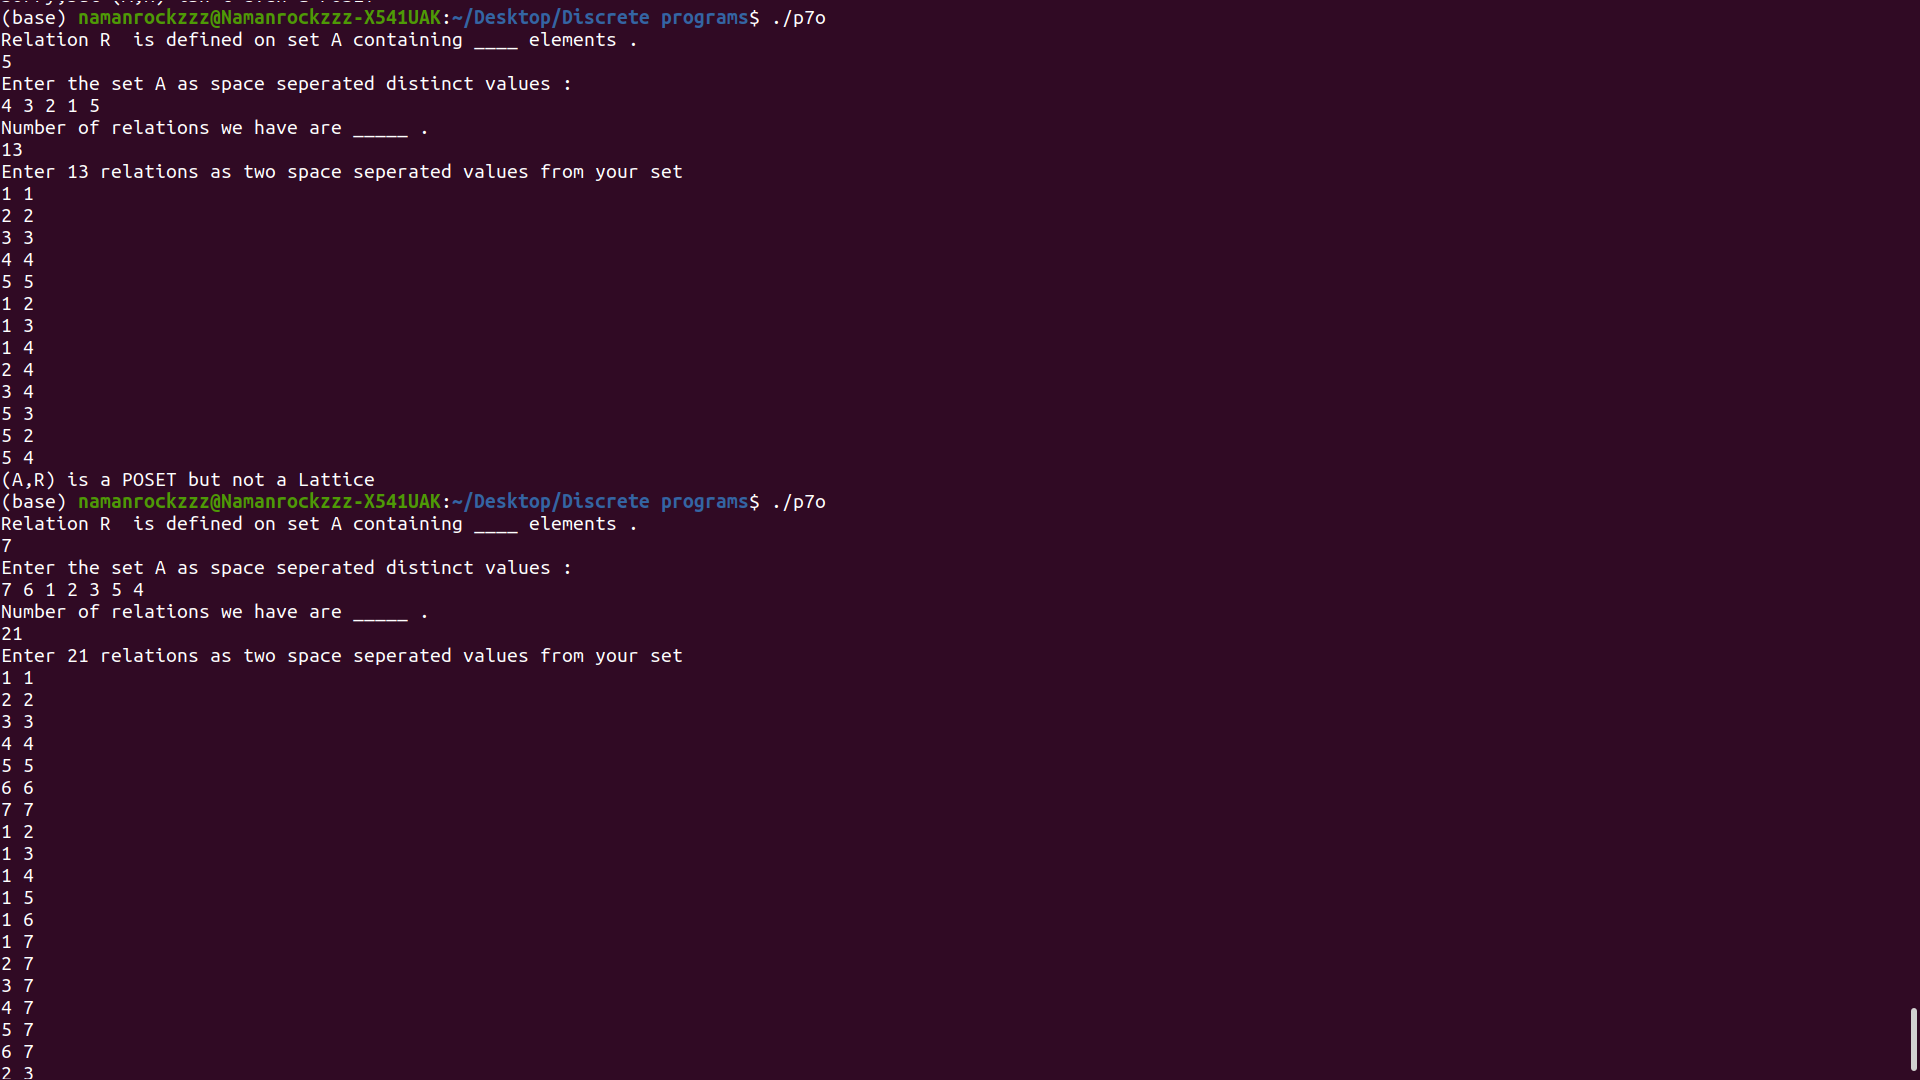 (base) namanrockzzz@Namanrockzzz-X541UAK:~/Desktop/Discrete programs$ ./p7o
Relation R  is defined on set A containing ____ elements .
5
Enter the set A as space seperated distinct values :
4 3 2 1 5
Number of relations we have are _____ .
13
Enter 13 relations as two space seperated values from your set
1 1
2 2
3 3
4 4
5 5
1 2
1 3
1 4
2 4
3 4
5 3
5 2
5 4
(A,R) is a POSET but not a Lattice
(base) namanrockzzz@Namanrockzzz-X541UAK:~/Desktop/Discrete programs$ ./p7o
Relation R  is defined on set A containing ____ elements .
7
Enter the set A as space seperated distinct values :
7 6 1 2 3 5 4
Number of relations we have are _____ .
21
Enter 21 relations as two space seperated values from your set
1 1
2 2
3 3
4 4
5 5
6 6
7 7
1 2
1 3
1 4
1 5
1 6
1 7
2 7
3 7
4 7
5 7
6 7
2 3